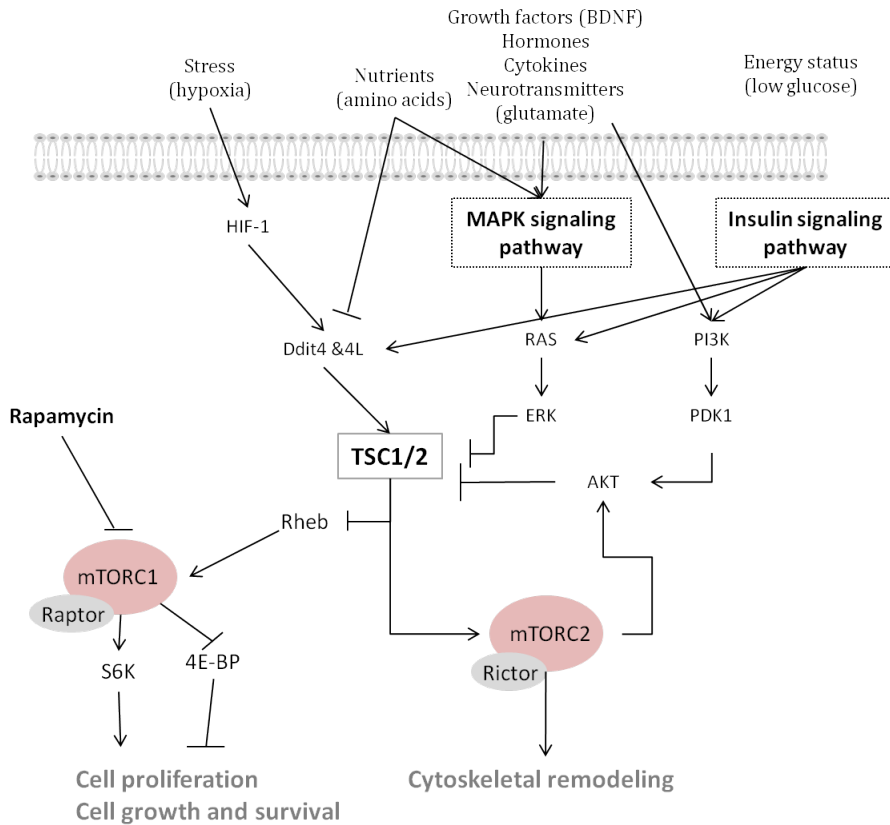 Growth factors (BDNF)
Hormones
Cytokines
Neurotransmitters
(glutamate)
Stress
(hypoxia)
Nutrients
(amino acids)
Energy status
(low glucose)
MAPK signaling
pathway
Insulin signaling
pathway
HIF-1
Ddit4 &4L
RAS
PI3K
Rapamycin
ERK
PDK1
TSC1/2
AKT
Rheb
mTORC1
Raptor
mTORC2
Rictor
S6K
4E-BP
Cell proliferation
Cell growth and survival
Cytoskeletal remodeling